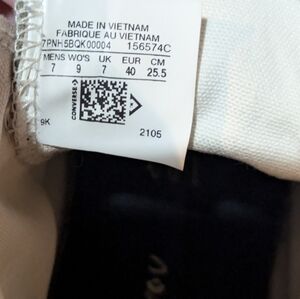 MADE IN VIETNAM
FABRIQUE AU VIETNAM
7PNH5BQK00004 156574C
MENS WO'S UK EUR CM
7 9 7 40 25.5
CONVERSE
9K 2105